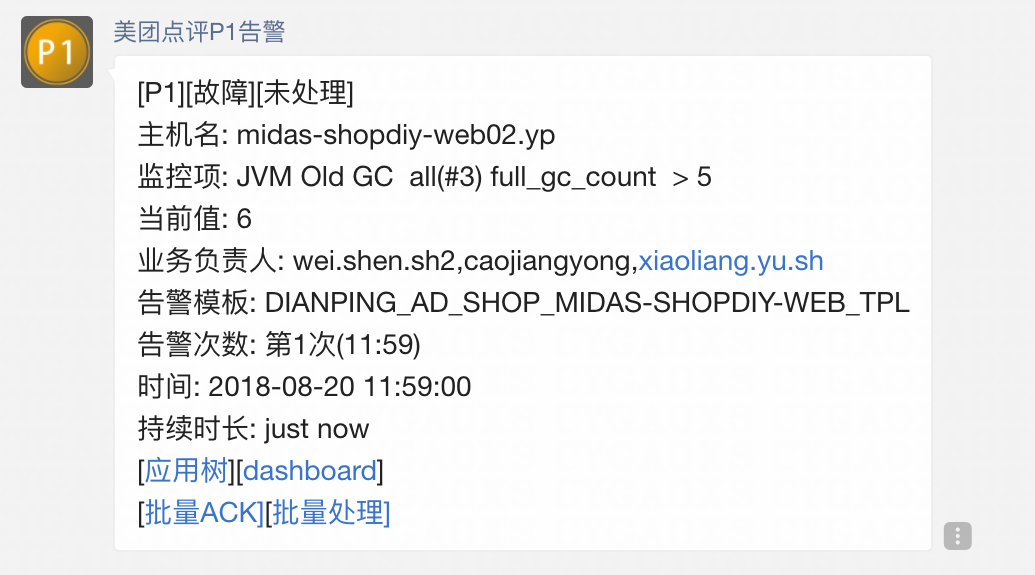 P1
美团点评P1告警
[P1][故障][未处理]
主机名: midas-shopdiy-web02.yp
监控项: JVM Old GC  all(#3) full_gc_count  > 5
当前值: 6
业务负责人: wei.shen.sh2,caojiangyong,xiaoliang.yu.sh
告警模板: DIANPING_AD_SHOP_MIDAS-SHOPDIY-WEB_TPL
告警次数: 第1次(11:59)
时间: 2018-08-20 11:59:00
持续时长: just now
[应用树][dashboard]
[批量ACK][批量处理]